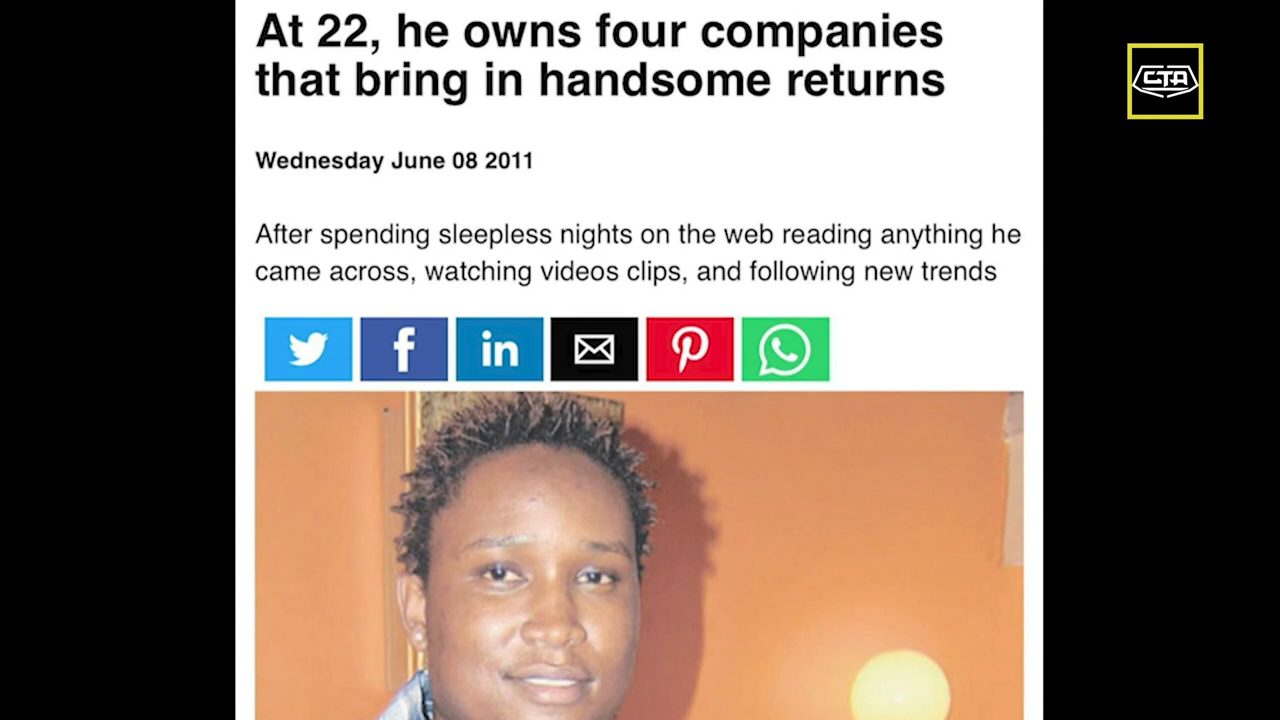 At 22, he owns four companies
that bring in handsome returns
CTA
Wednesday June 08 2011
After spending sleepless nights on the web reading anything he
came across, watching videos clips, and following new trends